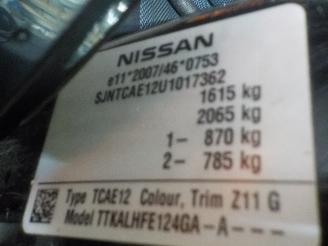 NISSAN
e11*2007/46*0753
SJNTCAE12U1017362
1615 kg
2065 kg
1- 870 kg
2- 785 kg
Type TCAE12 Colour, Trim Z11 G
Model TTKALHFE124GA-A---